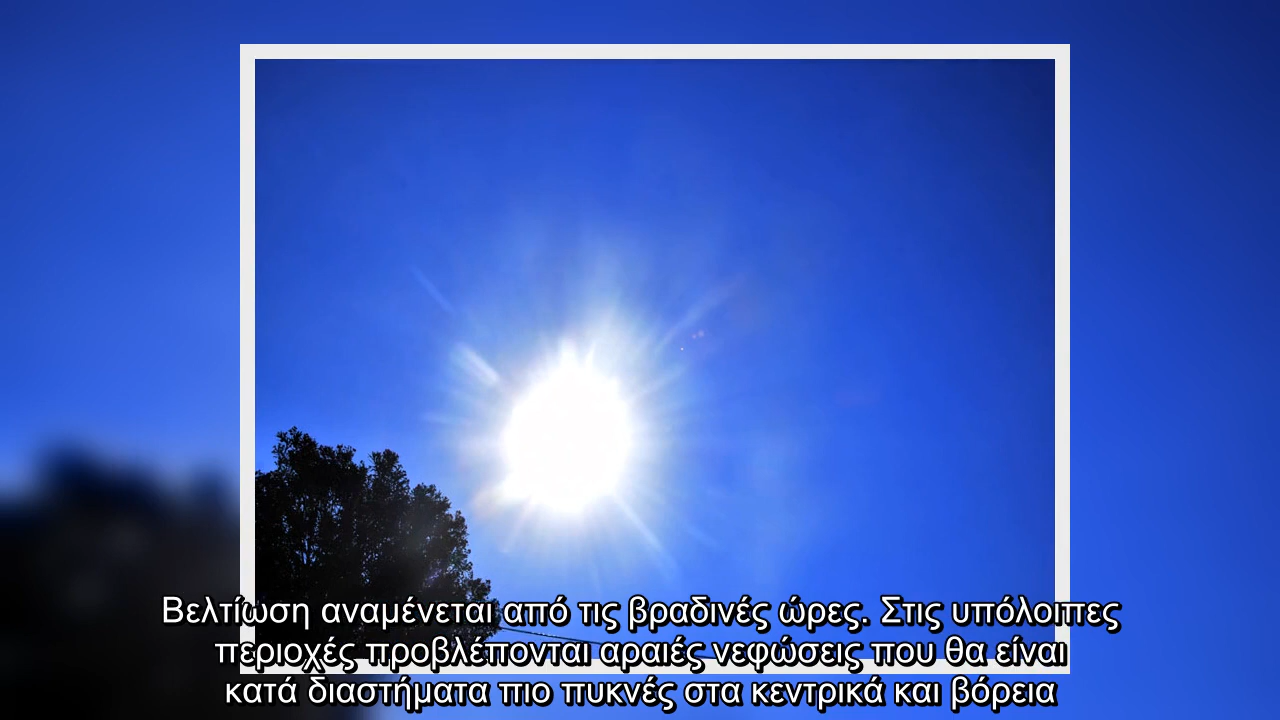 Βελτίωση αναμένεται από τις βραδινές ώρες. Στις υπόλοιπες
περιοχές προβλέπονται αραιές νεφώσεις που θα είναι
κατά διαστήματα πιο πυκνές στα κεντρικά και βόρεια